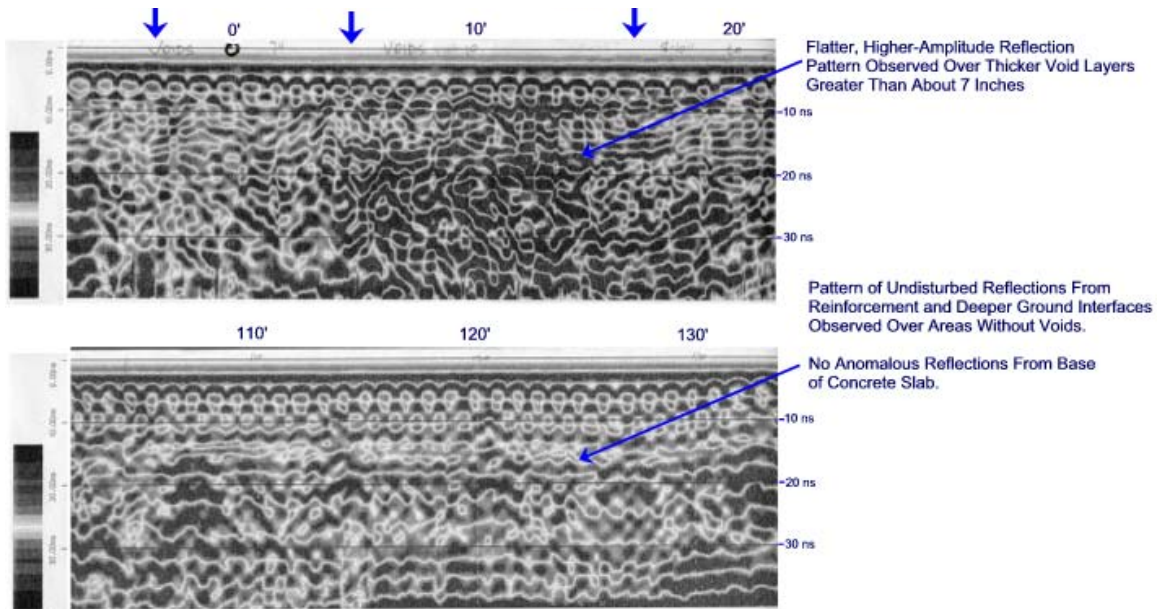 0' 10' 20'
Flatter, Higher-Amplitude Reflection
Pattern Observed Over Thicker Void Layers
Greater Than About 7 Inches
10 ns
20 ns
30 ns
Pattern of Undisturbed Reflections From
Reinforcement and Deeper Ground Interfaces
Observed Over Areas Without Voids.
110' 120' 130'
No Anomalous Reflections From Base
of Concrete Slab.
10 ns
20 ns
30 ns